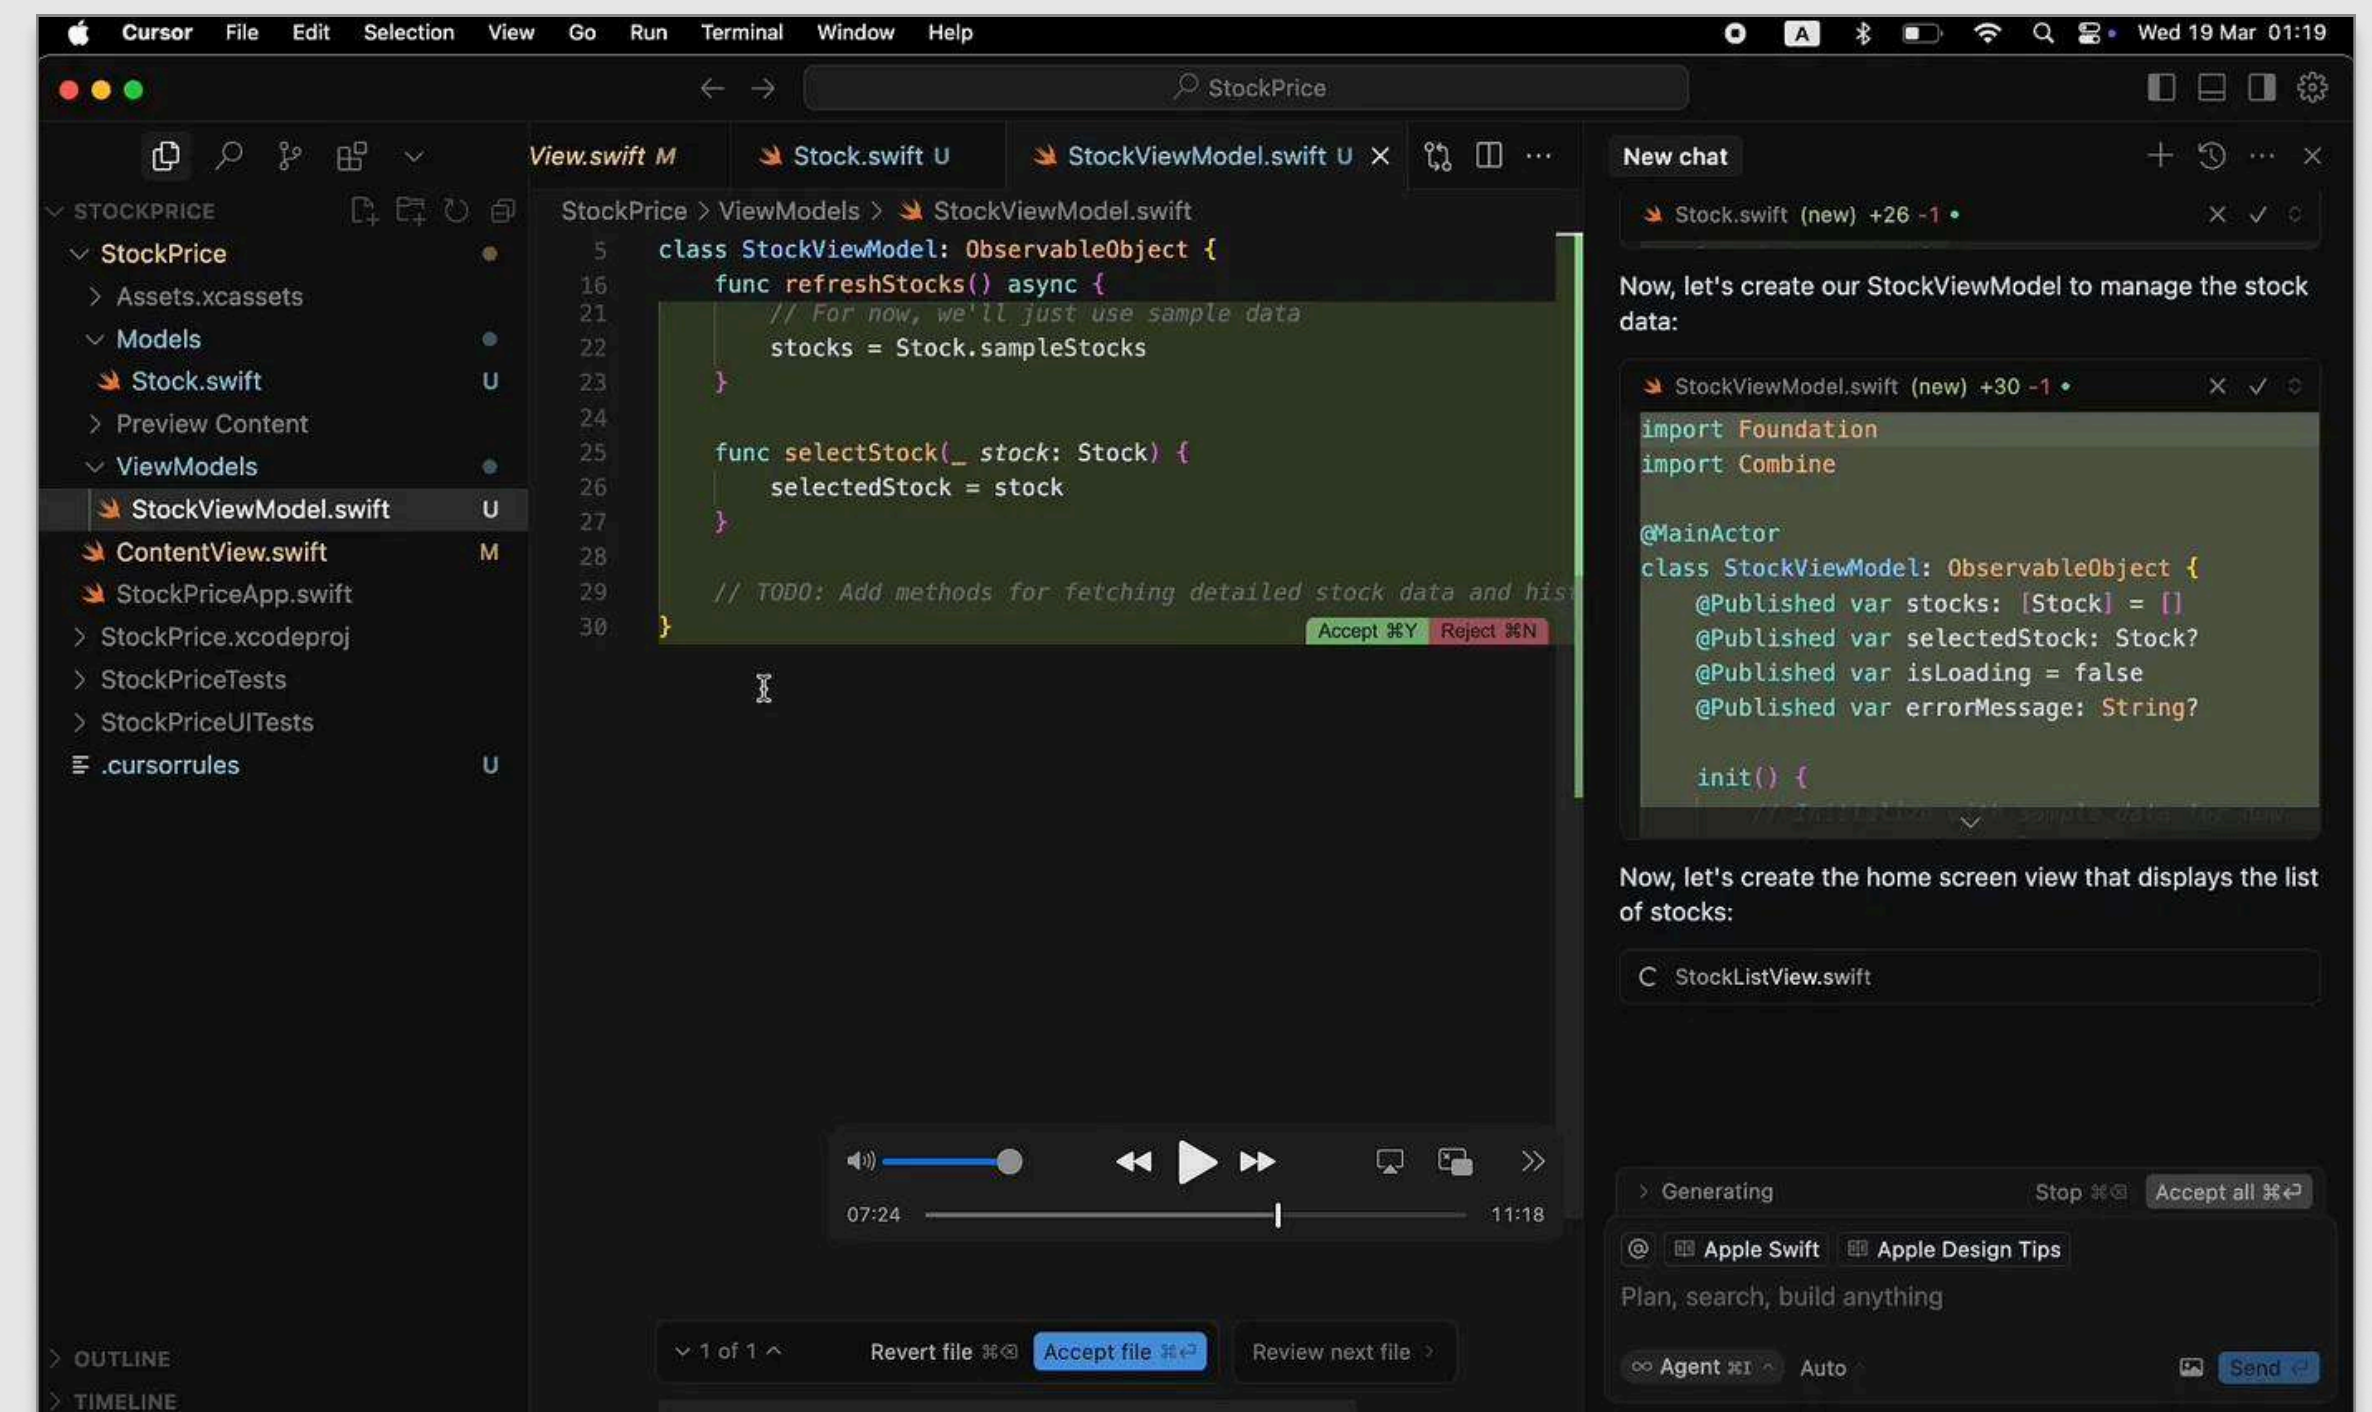 Cursor File Edit Selection View Go Run Terminal Window Help
A Wed 19 Mar 01:19
StockPrice
STOCKPRICE
StockPrice
Assets.xcassets
Models
Stock.swift U
Preview Content
ViewModels
StockViewModel.swift U
ContentView.swift M
StockPriceApp.swift
StockPrice.xcodeproj
StockPriceTests
StockPriceUITests
.cursorrules U
OUTLINE
TIMELINE
View.swift M Stock.swift U StockViewModel.swift U
StockPrice > ViewModels > StockViewModel.swift
5 class StockViewModel: ObservableObject {
16 func refreshStocks() async {
21 // For now, we'll just use sample data
22 stocks = Stock.sampleStocks
23 }
24
25 func selectStock(_ stock: Stock) {
26 selectedStock = stock
27 }
28
29 // TODO: Add methods for fetching detailed stock data and his
30 }
Accept ⌘Y Reject ⌘N
07:24 11:18
1 of 1 Revert file ⌘⌫ Accept file ⌘⏎ Review next file >
New chat
Stock.swift (new) +26 -1 •
Now, let's create our StockViewModel to manage the stock
data:
StockViewModel.swift (new) +30 -1 •
import Foundation
import Combine
@MainActor
class StockViewModel: ObservableObject {
@Published var stocks: [Stock] = []
@Published var selectedStock: Stock?
@Published var isLoading = false
@Published var errorMessage: String?
init() {
// Initialize with sample data for now
Now, let's create the home screen view that displays the list
of stocks:
StockListView.swift
> Generating Stop ⌘⌫ Accept all ⌘⏎
@ Apple Swift Apple Design Tips
Plan, search, build anything
∞ Agent ⌘I ^ Auto Send ⏎